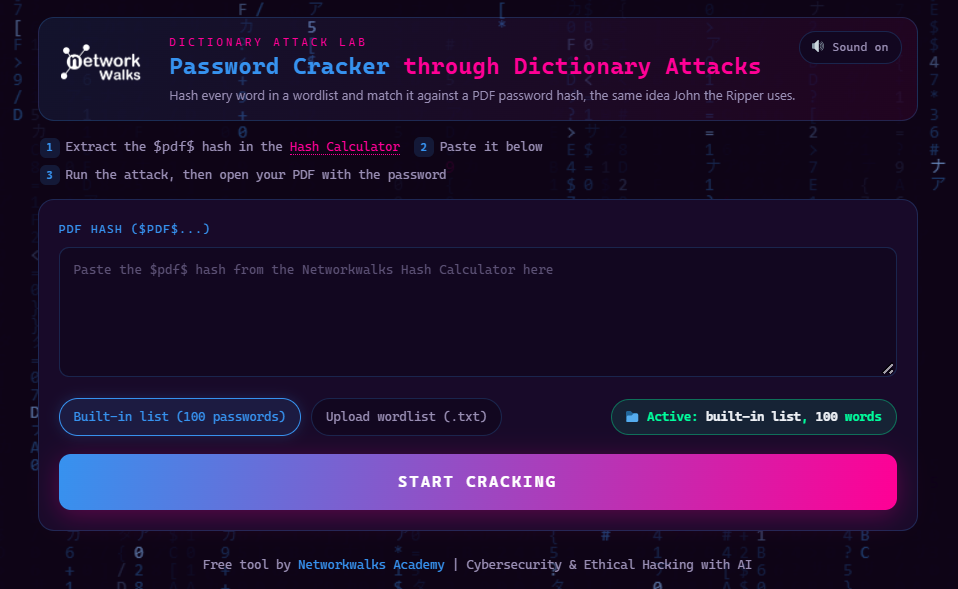 network
Walks
DICTIONARY ATTACK LAB
Password Cracker through Dictionary Attacks
Hash every word in a wordlist and match it against a PDF password hash, the same idea John the Ripper uses.
Sound on
1 Extract the $pdf$ hash in the Hash Calculator 2 Paste it below
3 Run the attack, then open your PDF with the password
PDF HASH ($PDF$...)
Paste the $pdf$ hash from the Networkwalks Hash Calculator here
Built-in list (100 passwords)
Upload wordlist (.txt)
Active: built-in list, 100 words
START CRACKING
Free tool by Networkwalks Academy | Cybersecurity & Ethical Hacking with AI